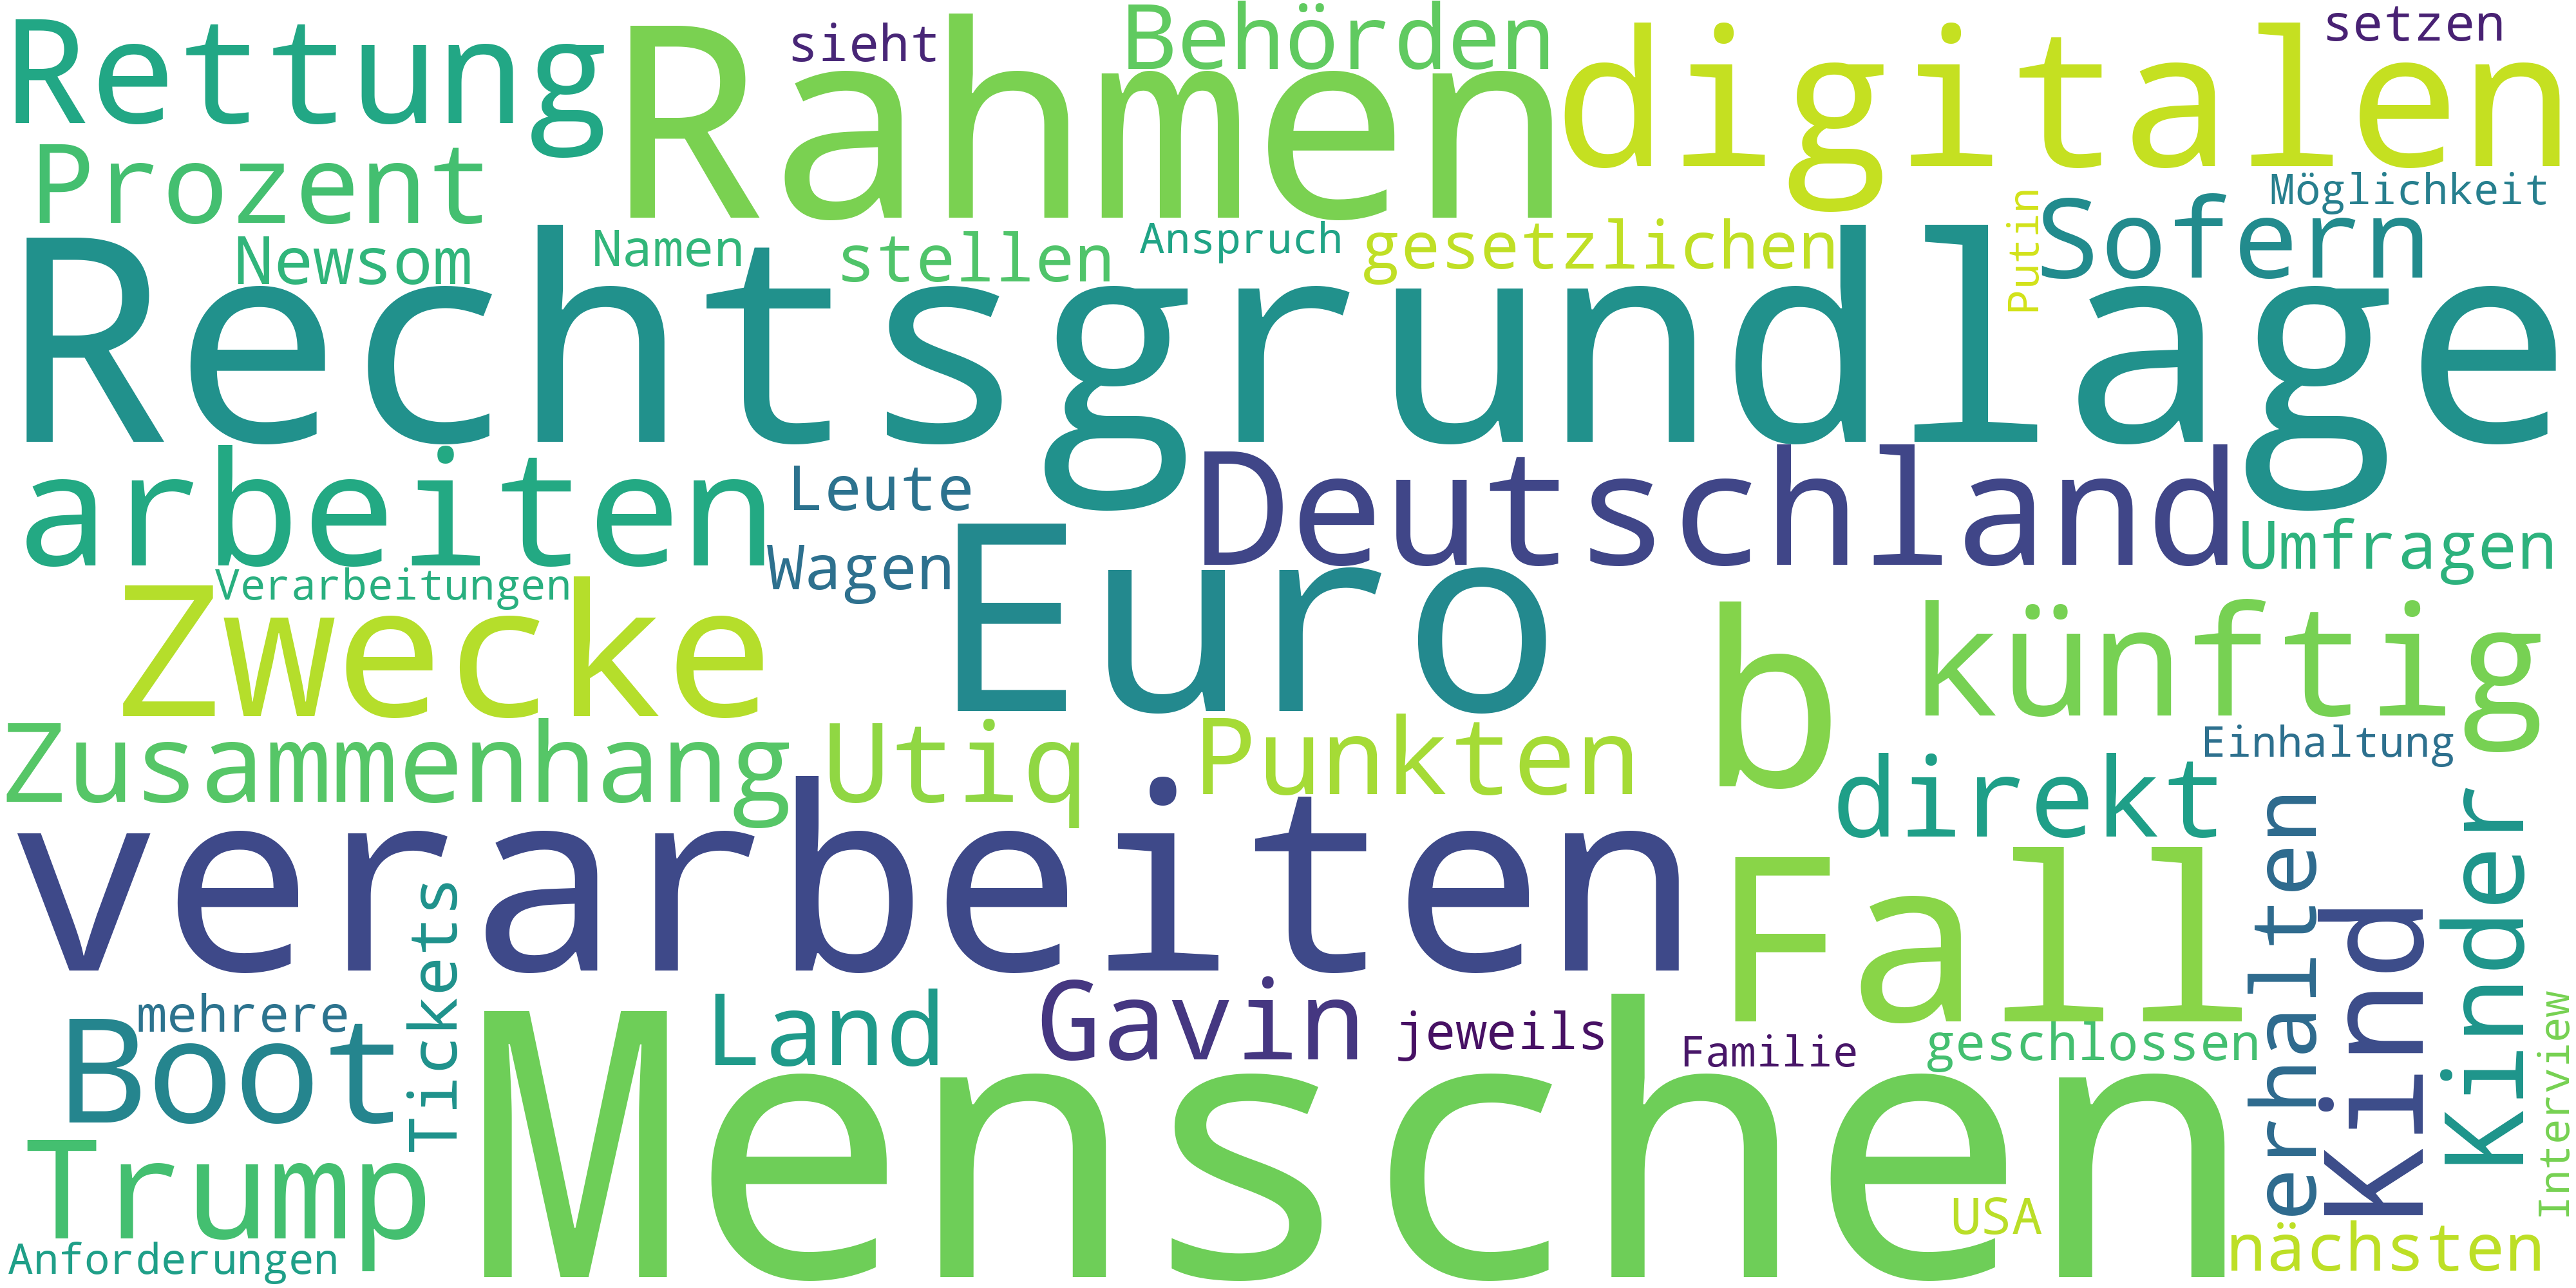 Rettung
Rahmen
sieht
Behörden
digitalen
setzen
Prozent
Möglichkeit
Newsom
Namen
stellen
Anspruch
gesetzlichen
Putin
Sofern
Rechtsgrundlage
arbeiten
Leute
Deutschland
Wagen
Euro
Umfragen
Verarbeitungen
Zwecke
b
künftig
Zusammenhang
Utiq
Punkten
direkt
Einhaltung
verarbeiten
Fall
erhalten
Kind
Kinder
Tickets
mehrere
Boot
Land
Gavin
jeweils
Familie
geschlossen
Interview
Trump
Menschen
USA
nächsten
Anforderungen